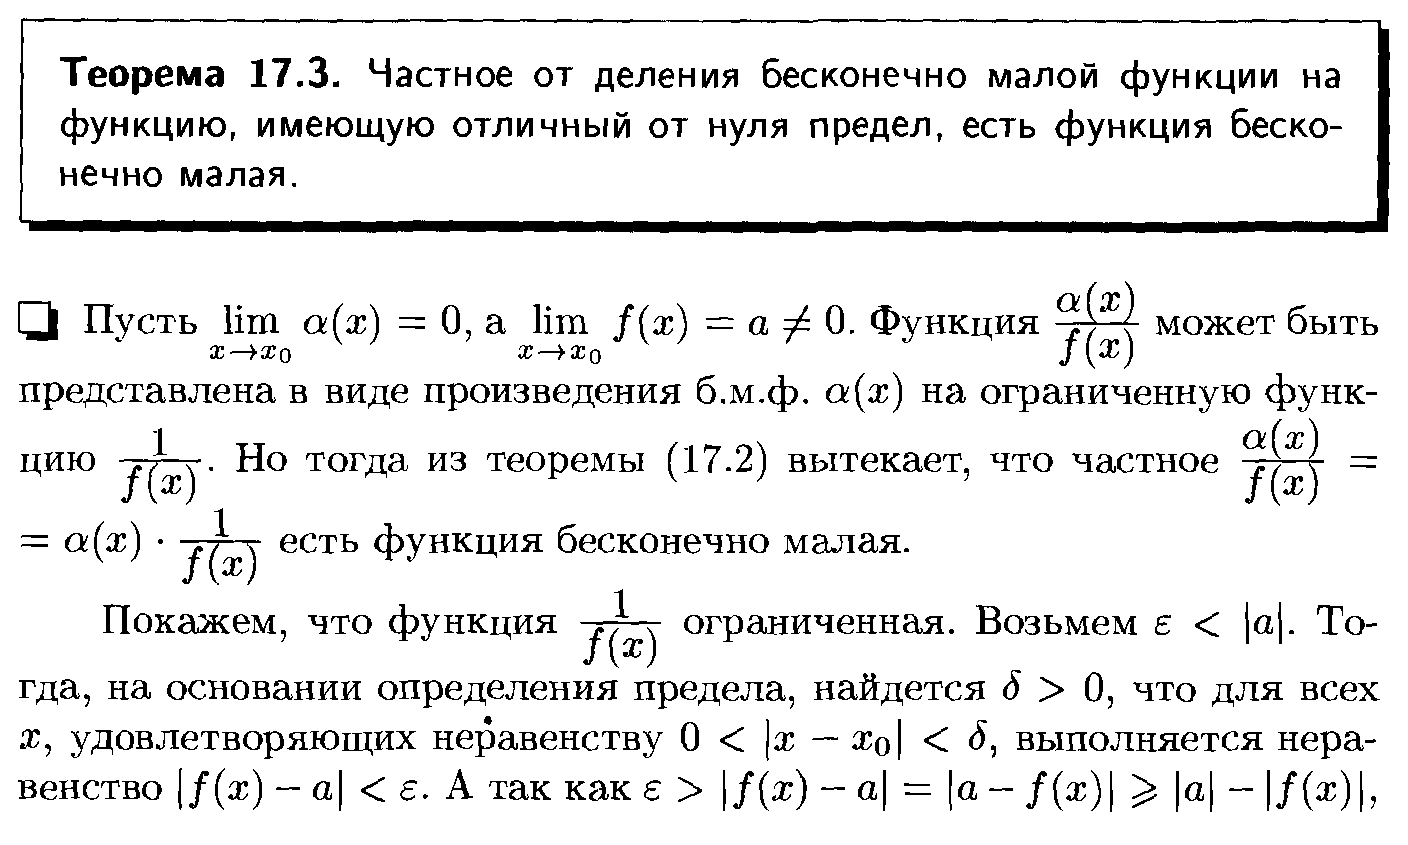 Теорема 17.3. Частное от деления бесконечно малой функции на
функцию, имеющую отличный от нуля предел, есть функция беско-
нечно малая.
❏ Пусть lim_{x→x₀} α(x) = 0, а lim_{x→x₀} f(x) = a ≠ 0. Функция α(x)/f(x) может быть
представлена в виде произведения б.м.ф. α(x) на ограниченную функ-
цию 1/f(x). Но тогда из теоремы (17.2) вытекает, что частное α(x)/f(x) =
= α(x) · 1/f(x) есть функция бесконечно малая.
Покажем, что функция 1/f(x) ограниченная. Возьмем ε < |a|. То-
гда, на основании определения предела, найдется δ > 0, что для всех
x, удовлетворяющих неравенству 0 < |x − x₀| < δ, выполняется нера-
венство |f(x) − a| < ε. А так как ε > |f(x) − a| = |a − f(x)| ⩾ |a| − |f(x)|,